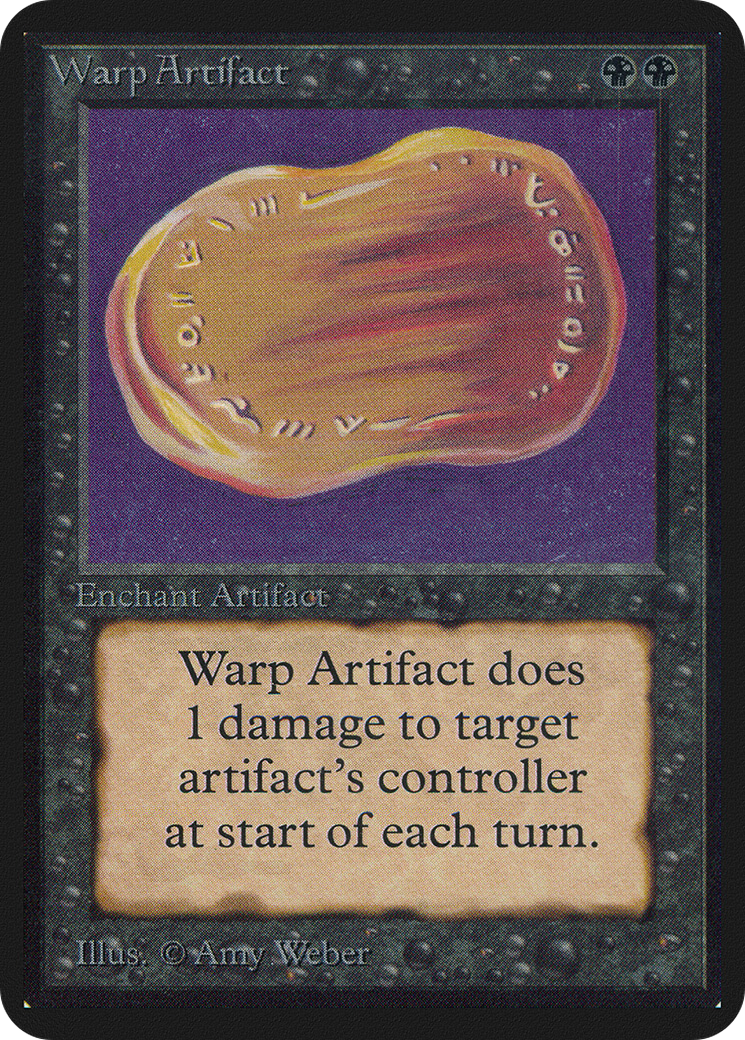 Warp Artifact
Enchant Artifact
Warp Artifact does
1 damage to target
artifact's controller
at start of each turn.
Illus. © Amy Weber